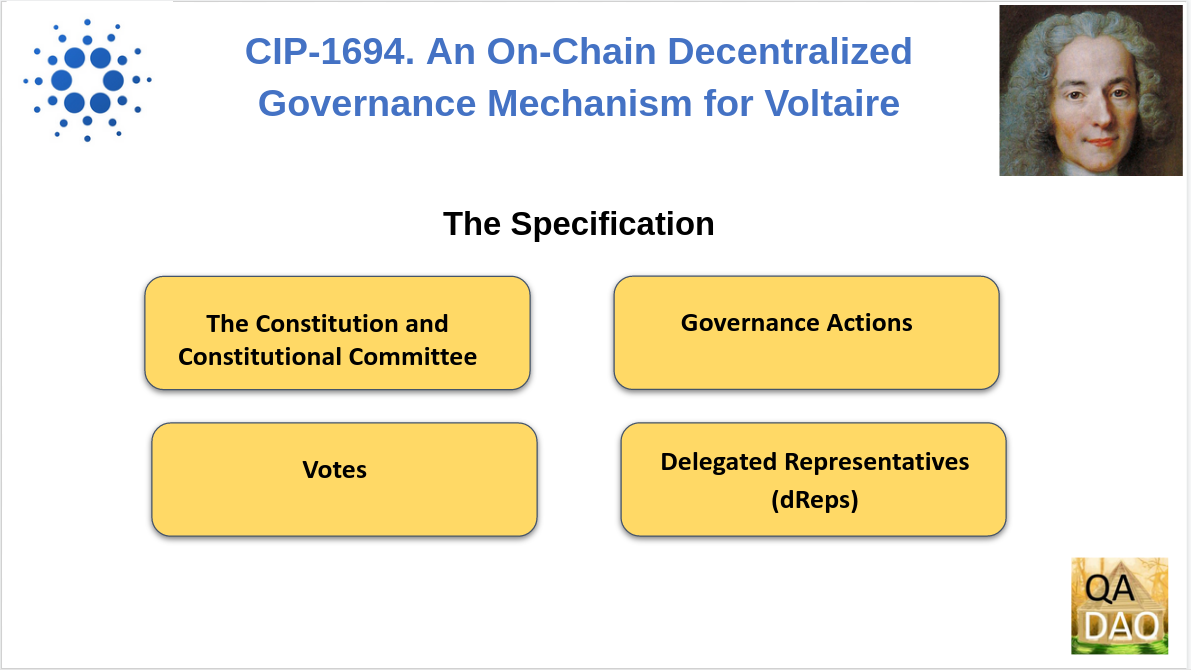 CIP-1694. An On-Chain Decentralized
Governance Mechanism for Voltaire
The Specification
The Constitution and
Constitutional Committee
Governance Actions
Votes
Delegated Representatives
(dReps)
QA
DAO